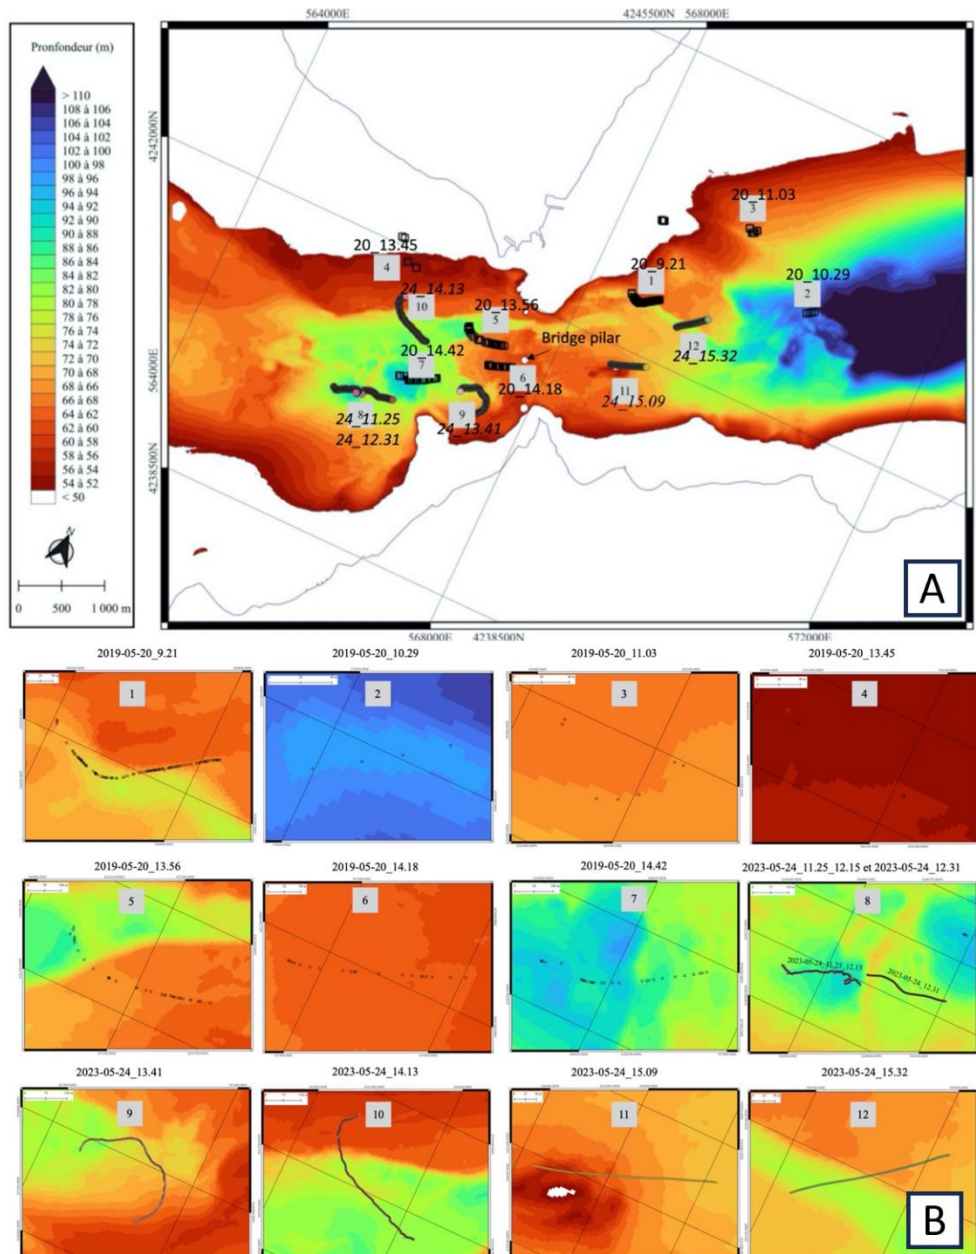 564000E
4245500N
568000E
Pronfondeur (m)
> 110
108 à 106
106 à 104
104 à 102
102 à 100
100 à 98
98 à 96
96 à 94
94 à 92
92 à 90
90 à 88
88 à 86
86 à 84
84 à 82
82 à 80
80 à 78
78 à 76
76 à 74
74 à 72
72 à 70
70 à 68
68 à 66
66 à 64
64 à 62
62 à 60
60 à 58
58 à 56
56 à 54
54 à 52
< 50
N
0 500 1 000 m
4242000N
564000E
4238500N
20_11.03
3
20_13.45
4
20_9.21
1
20_10.29
2
24_14.13
10
20_13.56
5
Bridge pilar
20_14.42
7
12
24_15.32
6
20_14.18
11
24_15.09
8
24_11.25
24_12.31
9
24_13.41
A
568000E
4238500N
572000E
2019-05-20_9.21
2019-05-20_10.29
2019-05-20_11.03
2019-05-20_13.45
1
2
3
4
2019-05-20_13.56
2019-05-20_14.18
2019-05-20_14.42
2023-05-24_11.25_12.15 et 2023-05-24_12.31
5
6
7
8
2023-05-24_11.25_12.15
2023-05-24_12.31
2023-05-24_13.41
2023-05-24_14.13
2023-05-24_15.09
2023-05-24_15.32
9
10
11
12
B